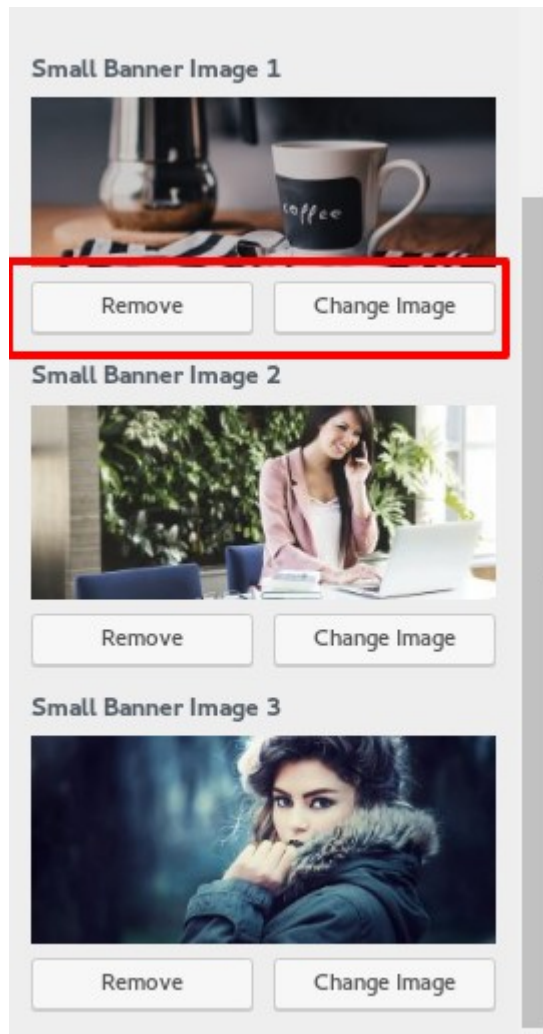 Small Banner Image 1
coffee
Remove Change Image
Small Banner Image 2
Remove Change Image
Small Banner Image 3
Remove Change Image